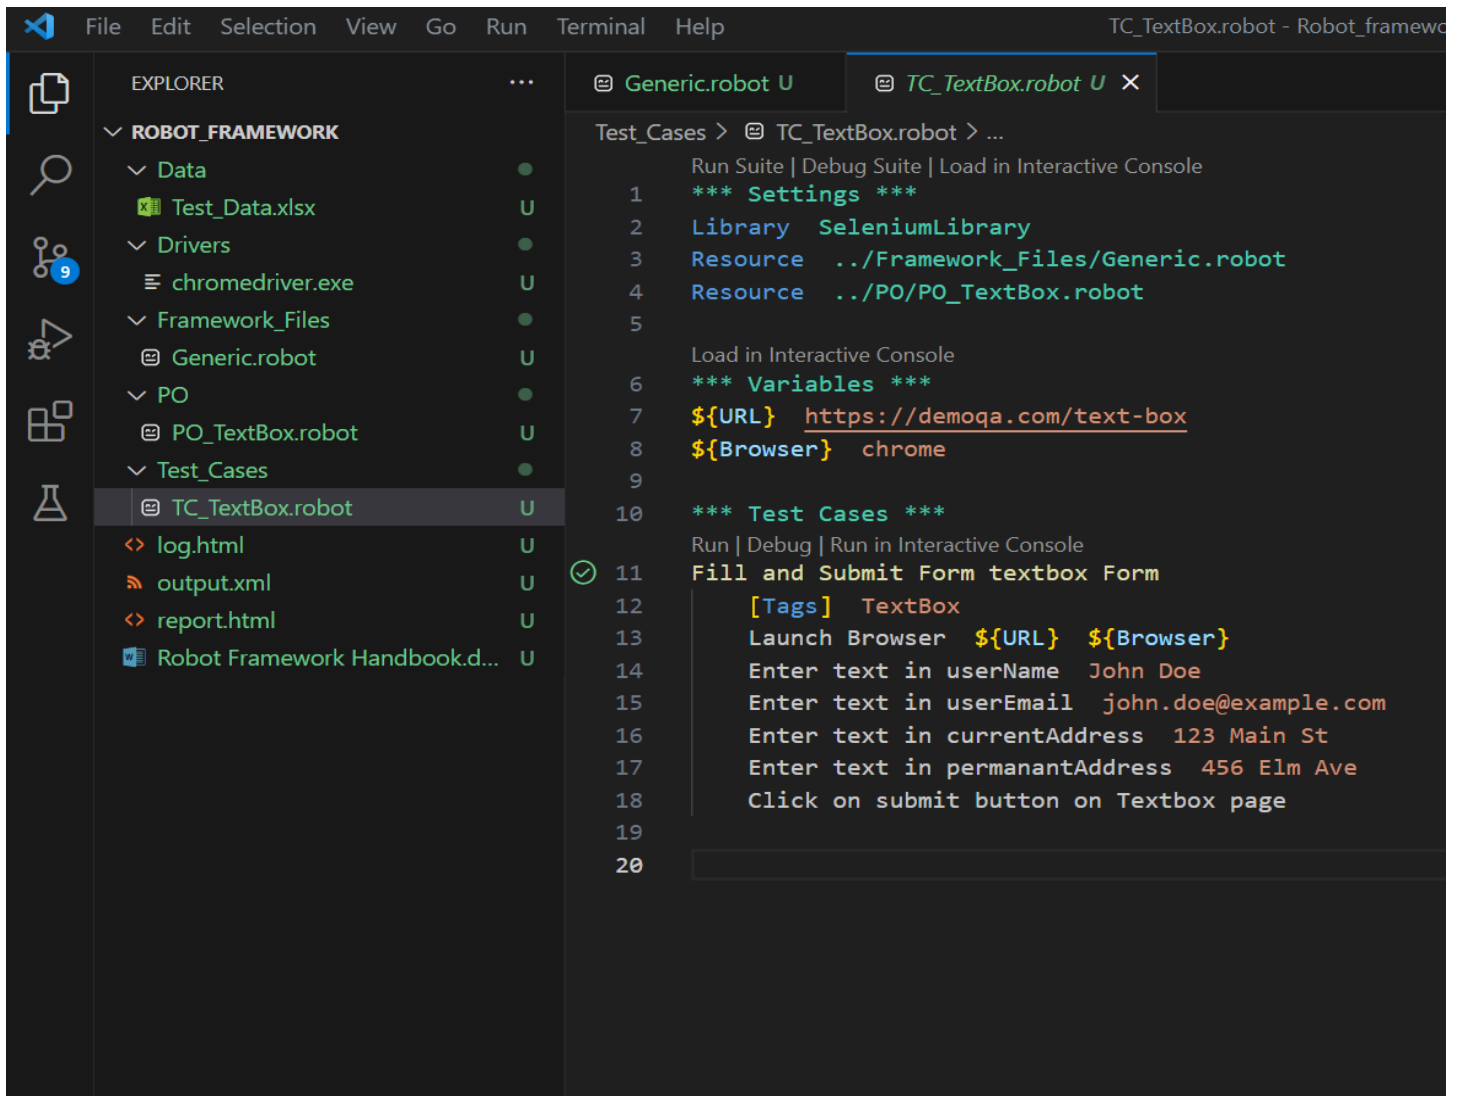 File Edit Selection View Go Run Terminal Help TC_TextBox.robot - Robot_framewo
EXPLORER ...
ROBOT_FRAMEWORK
Data
Test_Data.xlsx U
Drivers
chromedriver.exe U
Framework_Files
Generic.robot U
PO
PO_TextBox.robot U
Test_Cases
TC_TextBox.robot U
log.html U
output.xml U
report.html U
Robot Framework Handbook.d... U
9
Generic.robot U TC_TextBox.robot U
Test_Cases > TC_TextBox.robot > ...
Run Suite | Debug Suite | Load in Interactive Console
1 *** Settings ***
2 Library  SeleniumLibrary
3 Resource  ../Framework_Files/Generic.robot
4 Resource  ../PO/PO_TextBox.robot
5
Load in Interactive Console
6 *** Variables ***
7 ${URL}  https://demoqa.com/text-box
8 ${Browser}  chrome
9
10 *** Test Cases ***
Run | Debug | Run in Interactive Console
11 Fill and Submit Form textbox Form
12     [Tags]  TextBox
13     Launch Browser  ${URL}  ${Browser}
14     Enter text in userName  John Doe
15     Enter text in userEmail  john.doe@example.com
16     Enter text in currentAddress  123 Main St
17     Enter text in permanantAddress  456 Elm Ave
18     Click on submit button on Textbox page
19
20